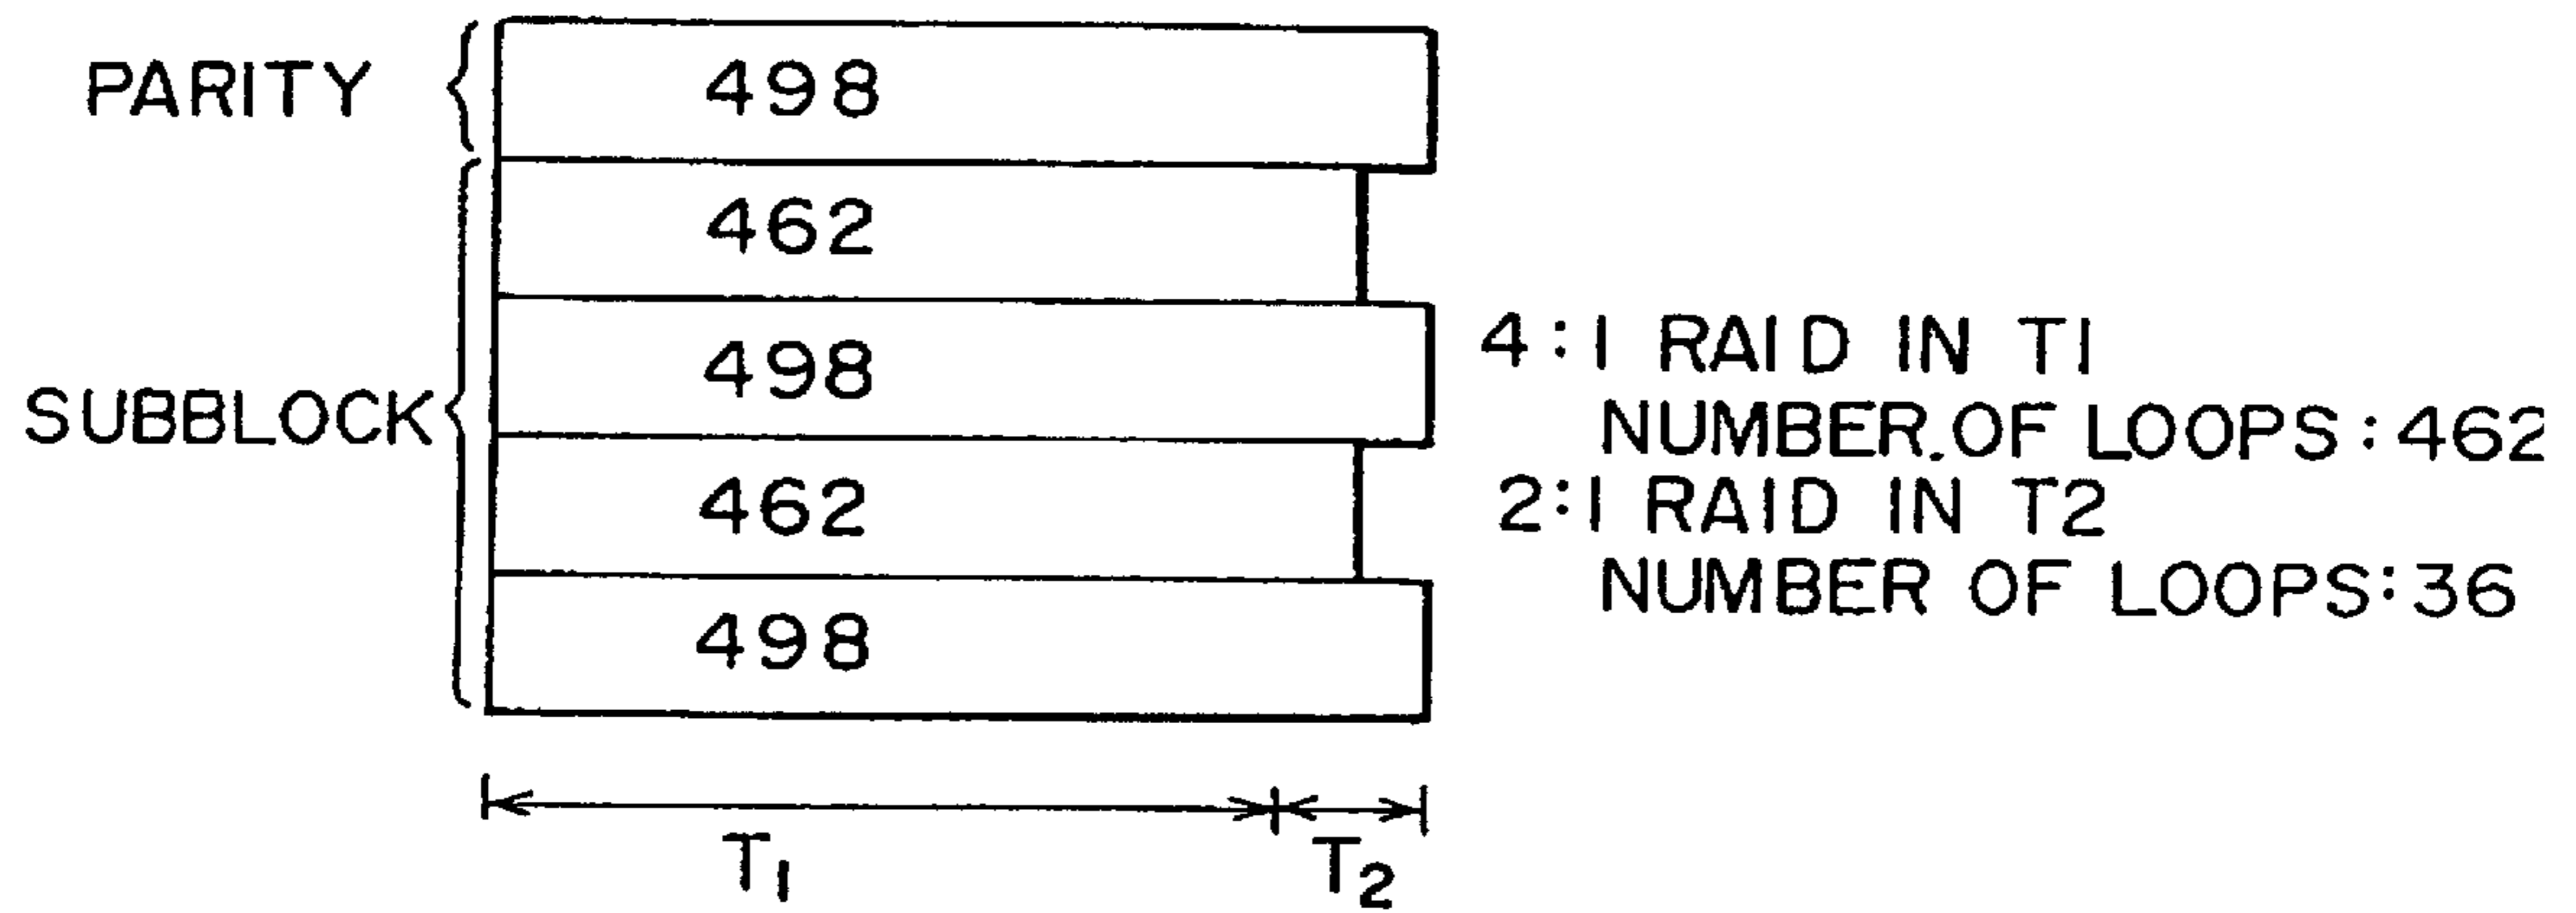 PARITY
498
462
498
462
498
SUBBLOCK
4:1 RAID IN T1
NUMBER.OF LOOPS:462
2:1 RAID IN T2
NUMBER OF LOOPS:36
T1
T2